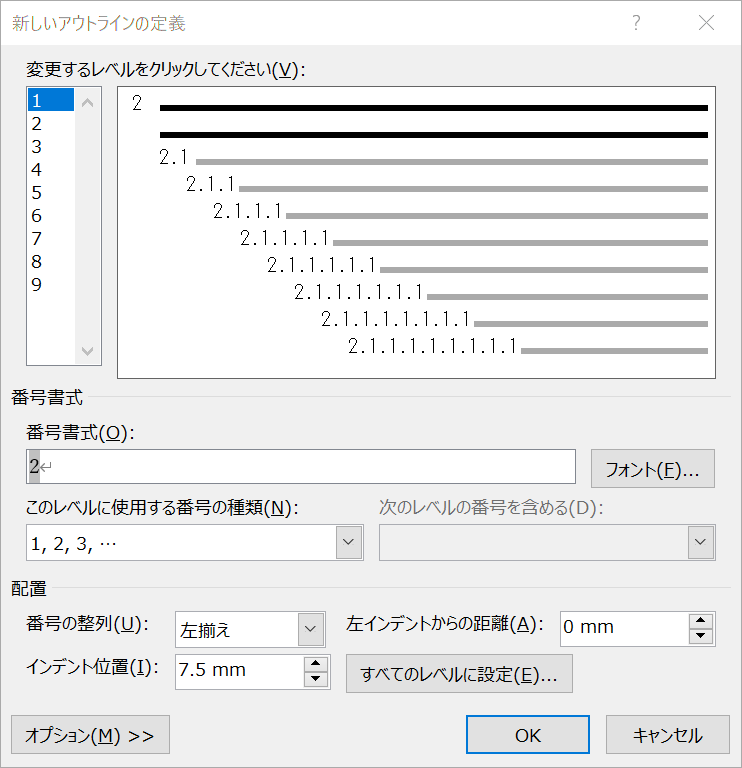 新しいアウトラインの定義
?
変更するレベルをクリックしてください(V):
1
2
3
4
5
6
7
8
9
2
2.1
2.1.1
2.1.1.1
2.1.1.1.1
2.1.1.1.1.1
2.1.1.1.1.1.1
2.1.1.1.1.1.1.1
2.1.1.1.1.1.1.1.1
番号書式
番号書式(O):
2↵
フォント(F)...
このレベルに使用する番号の種類(N):
次のレベルの番号を含める(D):
1, 2, 3, …
配置
番号の整列(U):
左揃え
左インデントからの距離(A):
0 mm
インデント位置(I):
7.5 mm
すべてのレベルに設定(E)...
オプション(M) >>
OK
キャンセル